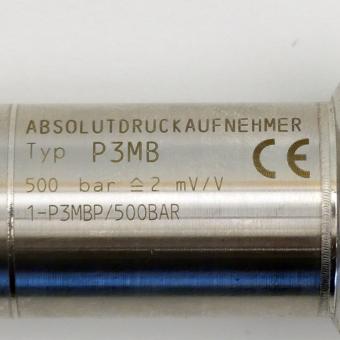 ABSOLUTDRUCKAUFNEHMER
Typ P3MB CE
500 bar ≙ 2 mV/V
1-P3MBP/500BAR